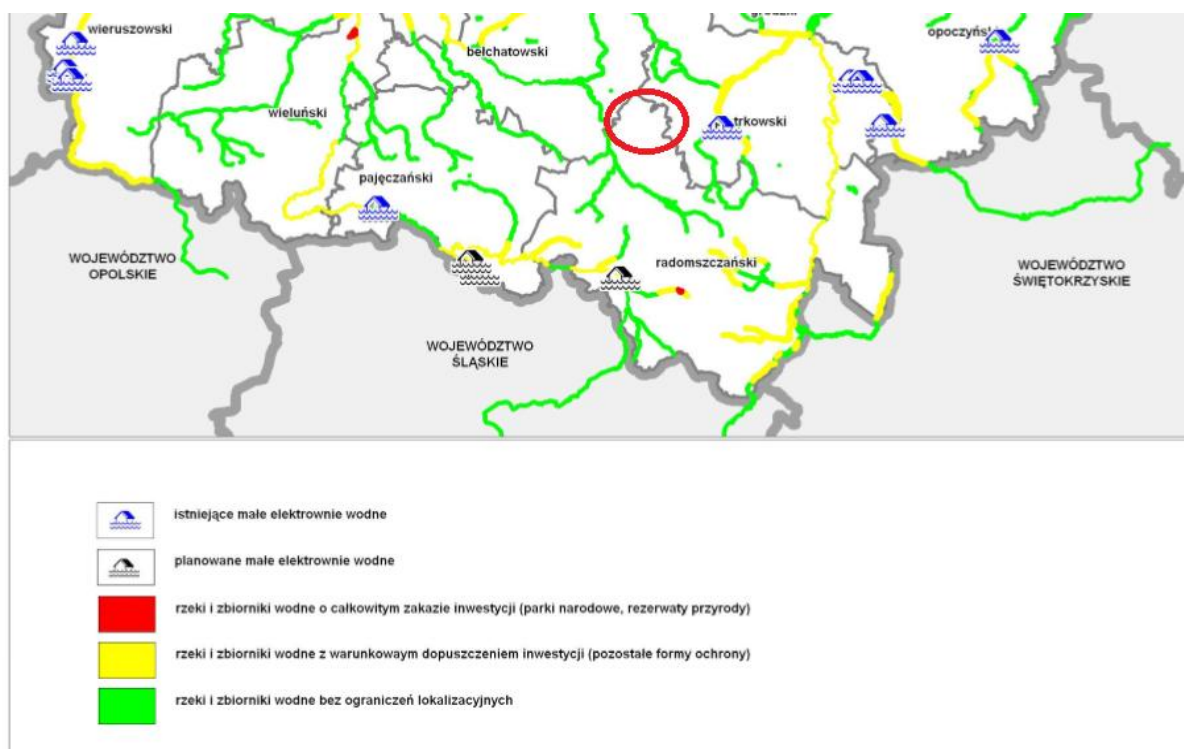 grodzki
wieruszowski
opoczyński
bełchatowski
wieluński
trkowski
pajęczański
WOJEWÓDZTWO
OPOLSKIE
radomszczański
WOJEWÓDZTWO
ŚWIĘTOKRZYSKIE
WOJEWÓDZTWO
ŚLĄSKIE
istniejące małe elektrownie wodne
planowane małe elektrownie wodne
rzeki i zbiorniki wodne o całkowitym zakazie inwestycji (parki narodowe, rezerwaty przyrody)
rzeki i zbiorniki wodne z warunkowaym dopuszczeniem inwestycji (pozostałe formy ochrony)
rzeki i zbiorniki wodne bez ograniczeń lokalizacyjnych